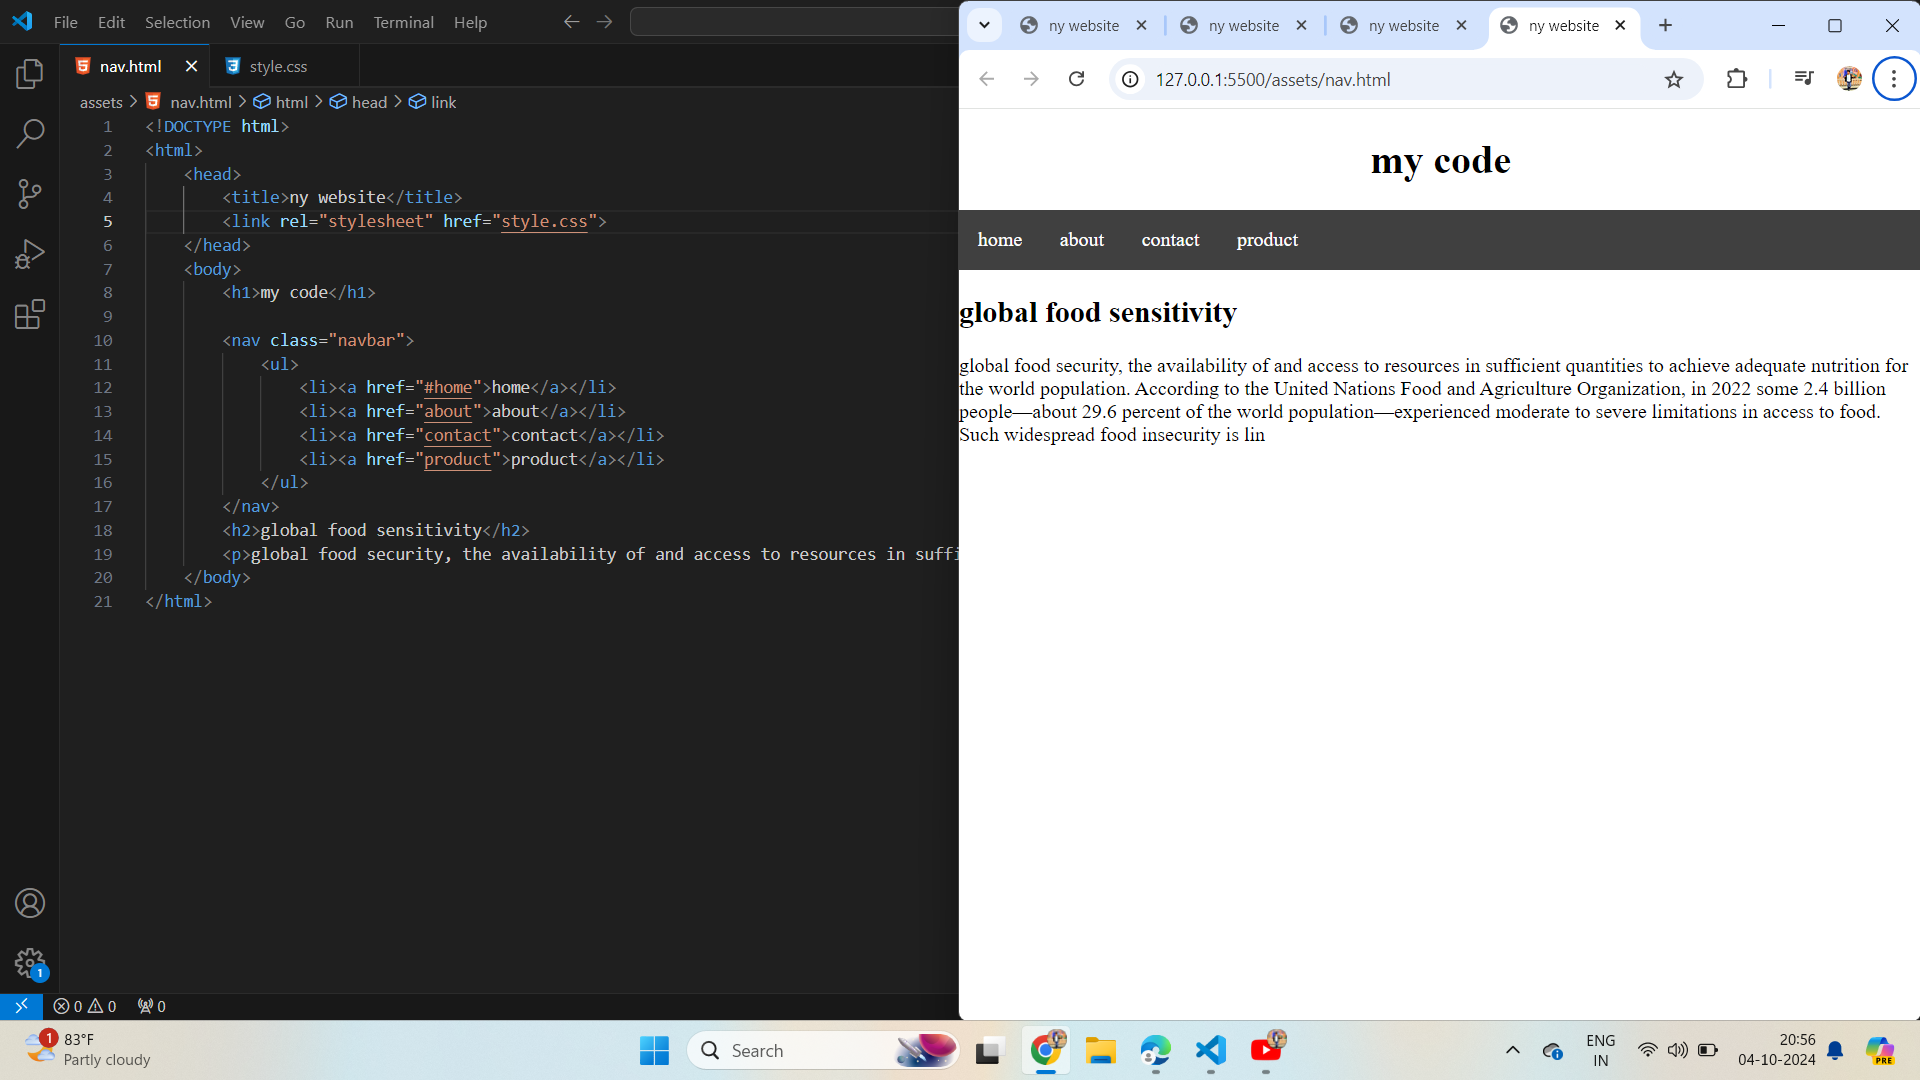 File Edit Selection View Go Run Terminal Help
nav.html
style.css
assets > nav.html > html > head > link
1 <!DOCTYPE html>
2 <html>
3 <head>
4 <title>ny website</title>
5 <link rel="stylesheet" href="style.css">
6 </head>
7 <body>
8 <h1>my code</h1>
9
10 <nav class="navbar">
11 <ul>
12 <li><a href="#home">home</a></li>
13 <li><a href="about">about</a></li>
14 <li><a href="contact">contact</a></li>
15 <li><a href="product">product</a></li>
16 </ul>
17 </nav>
18 <h2>global food sensitivity</h2>
19 <p>global food security, the availability of and access to resources in suffi
20 </body>
21 </html>
1
0 0 0
ny website
ny website
ny website
ny website
127.0.0.1:5500/assets/nav.html
my code
home about contact product
global food sensitivity
global food security, the availability of and access to resources in sufficient quantities to achieve adequate nutrition for
the world population. According to the United Nations Food and Agriculture Organization, in 2022 some 2.4 billion
people—about 29.6 percent of the world population—experienced moderate to severe limitations in access to food.
Such widespread food insecurity is lin
1
83°F
Partly cloudy
Search
ENG
IN
20:56
04-10-2024
PRE